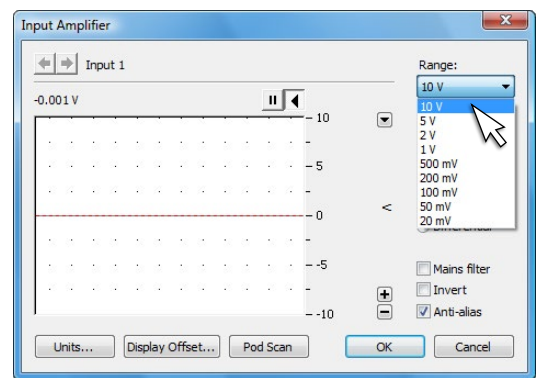 Input Amplifier
Input 1
Range:
-0.001 V
10 V
10 V
5 V
2 V
1 V
500 mV
200 mV
100 mV
50 mV
20 mV
10
5
0
-5
-10
<
Differential
Mains filter
Invert
Anti-alias
Units...
Display Offset...
Pod Scan
OK
Cancel